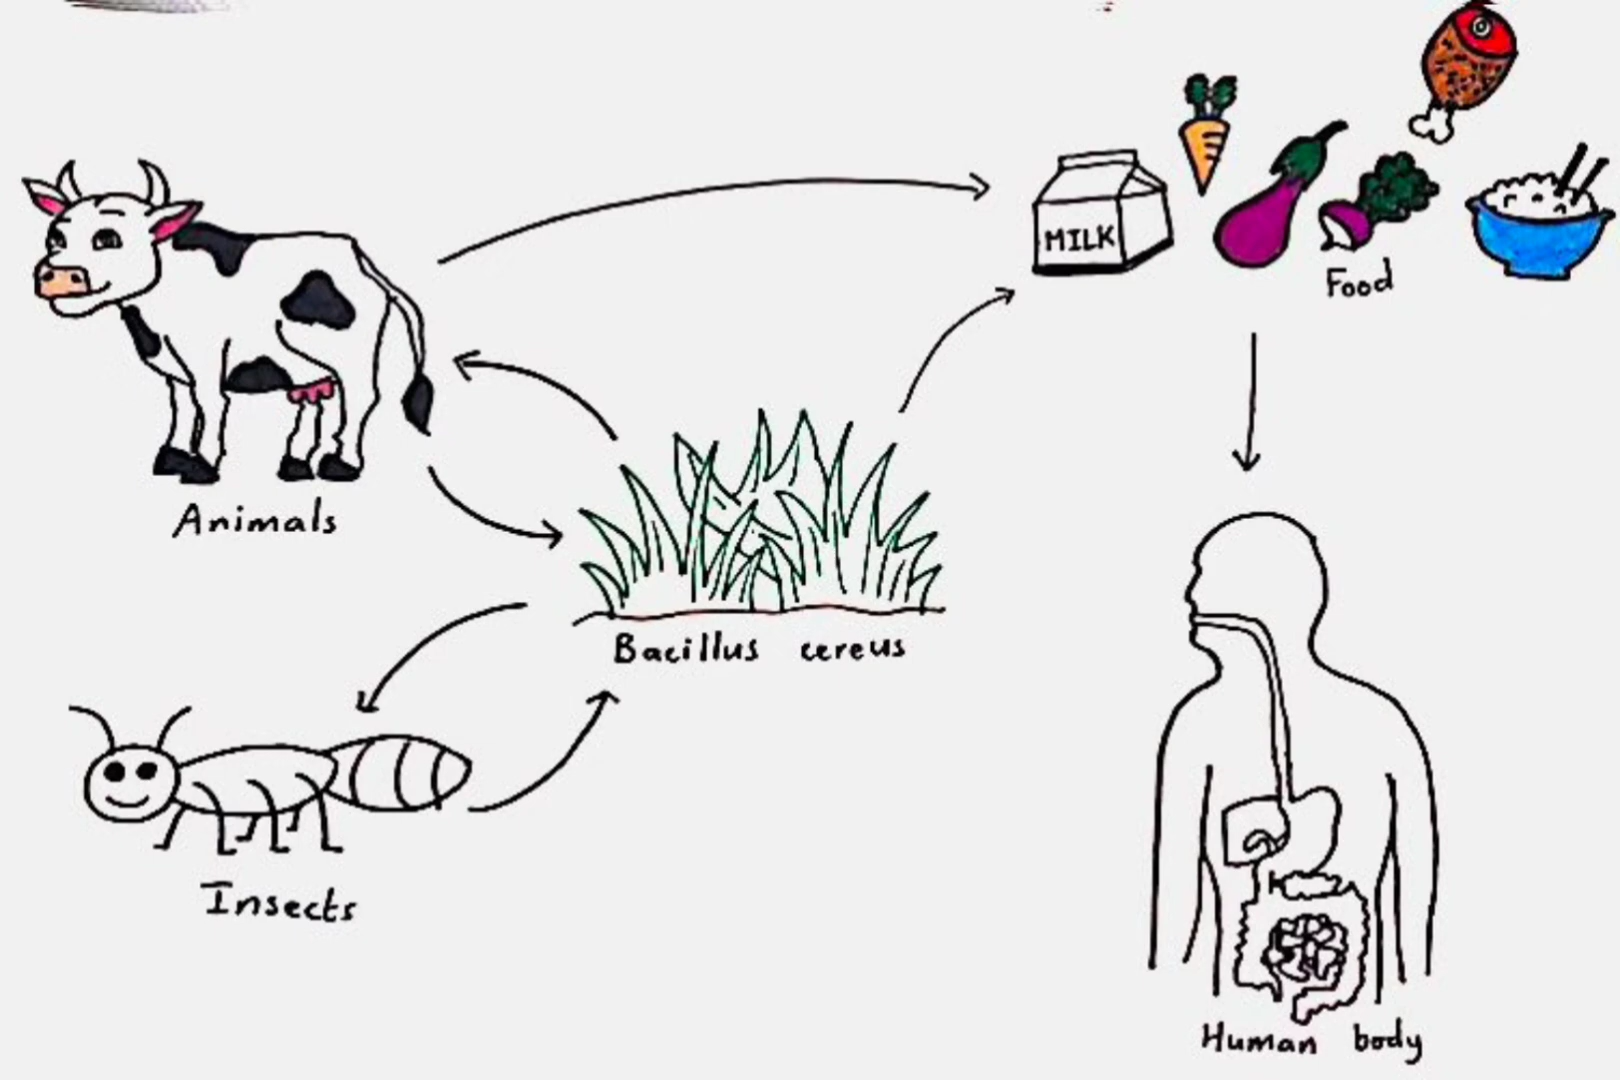 MILK
Food
Animals
Bacillus cereus
Insects
Human body